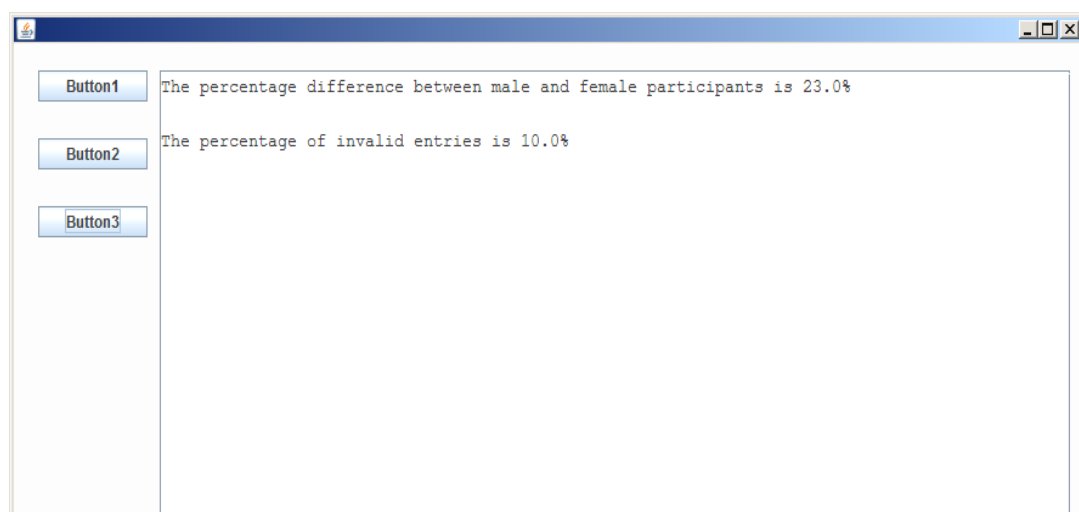 Button1
The percentage difference between male and female participants is 23.0%
Button2
The percentage of invalid entries is 10.0%
Button3